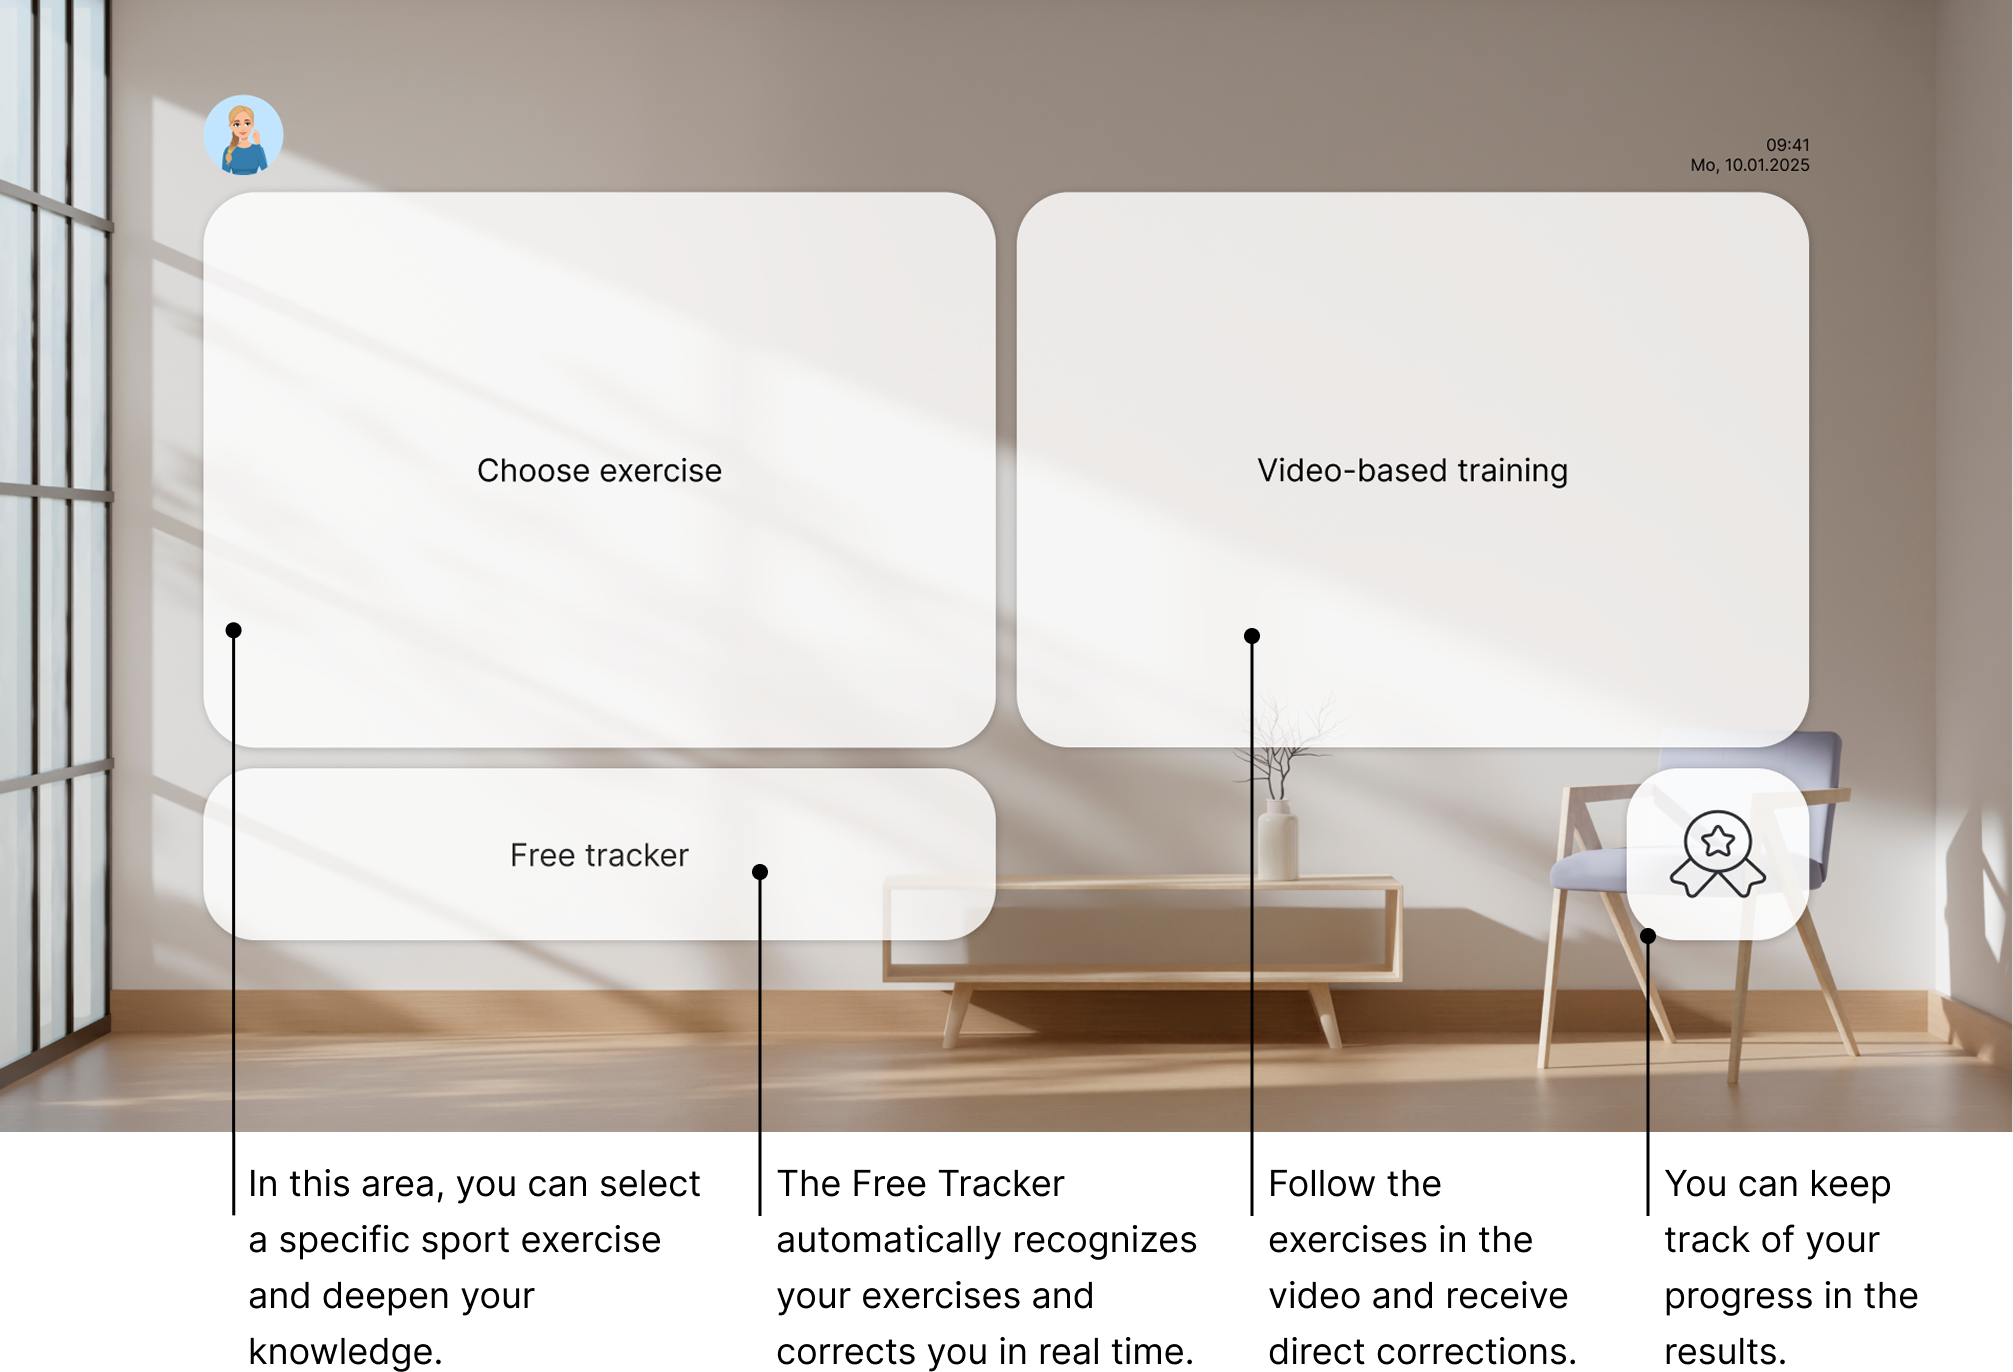 09:41
Mo, 10.01.2025
Choose exercise
Video-based training
Free tracker
In this area, you can select
a specific sport exercise
and deepen your
knowledge.
The Free Tracker
automatically recognizes
your exercises and
corrects you in real time.
Follow the
exercises in the
video and receive
direct corrections.
You can keep
track of your
progress in the
results.